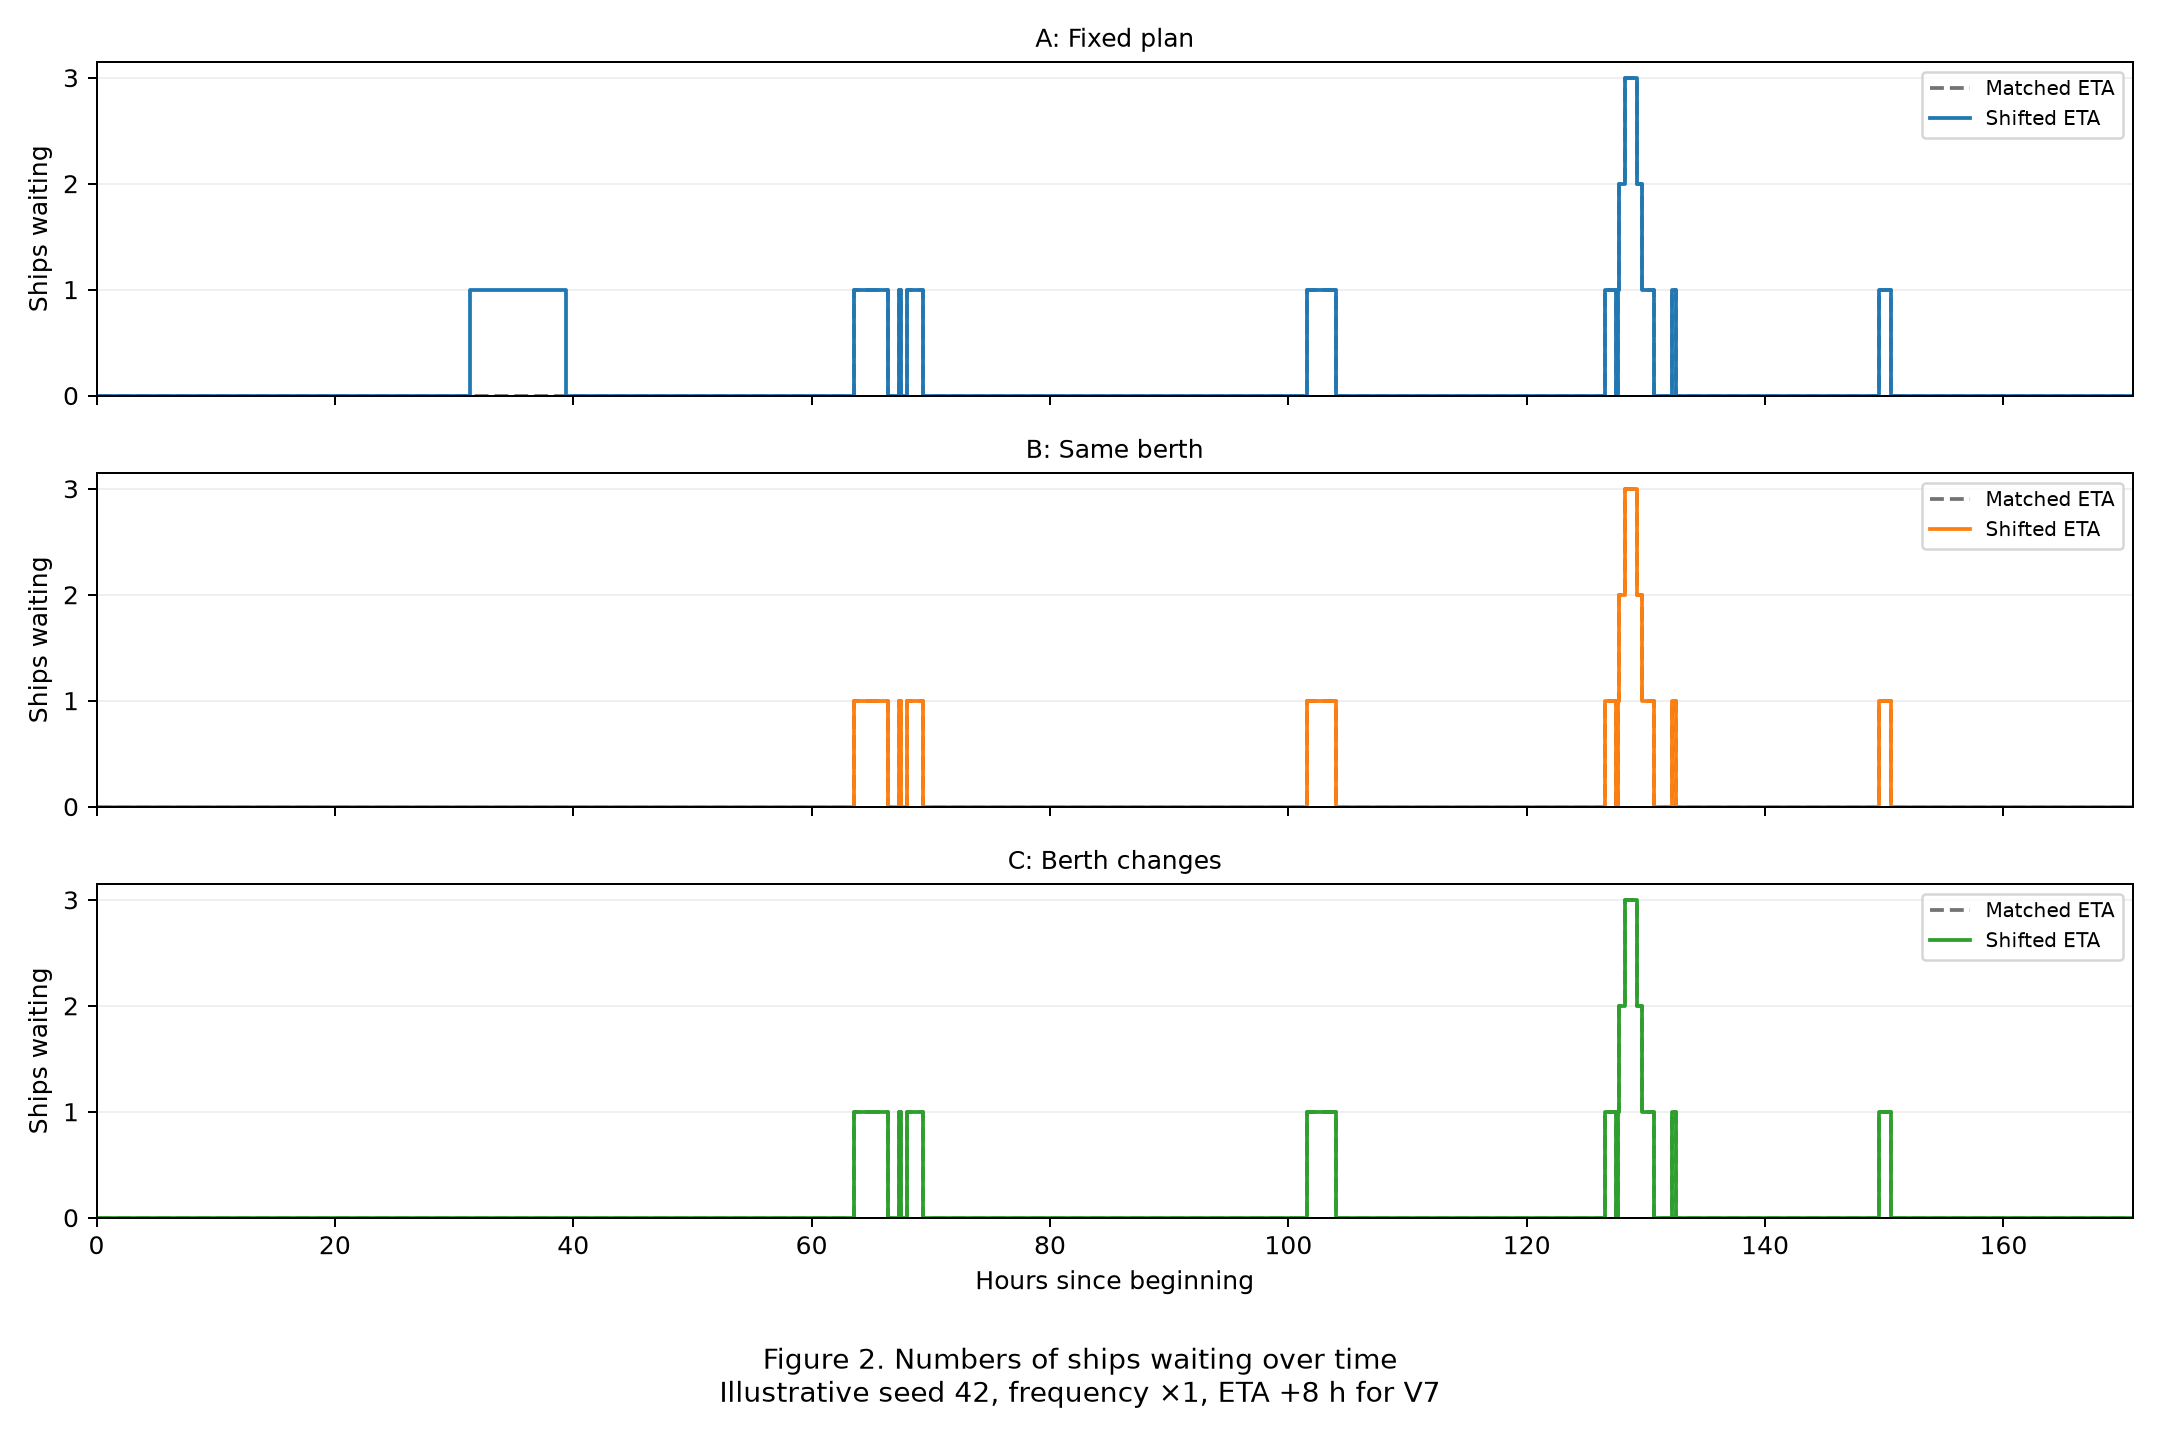 A: Fixed plan
Ships waiting
3
2
1
0
Matched ETA
Shifted ETA
B: Same berth
Ships waiting
3
2
1
0
Matched ETA
Shifted ETA
C: Berth changes
Ships waiting
3
2
1
0
Matched ETA
Shifted ETA
0 20 40 60 80 100 120 140 160
Hours since beginning
Figure 2. Numbers of ships waiting over time
Illustrative seed 42, frequency ×1, ETA +8 h for V7